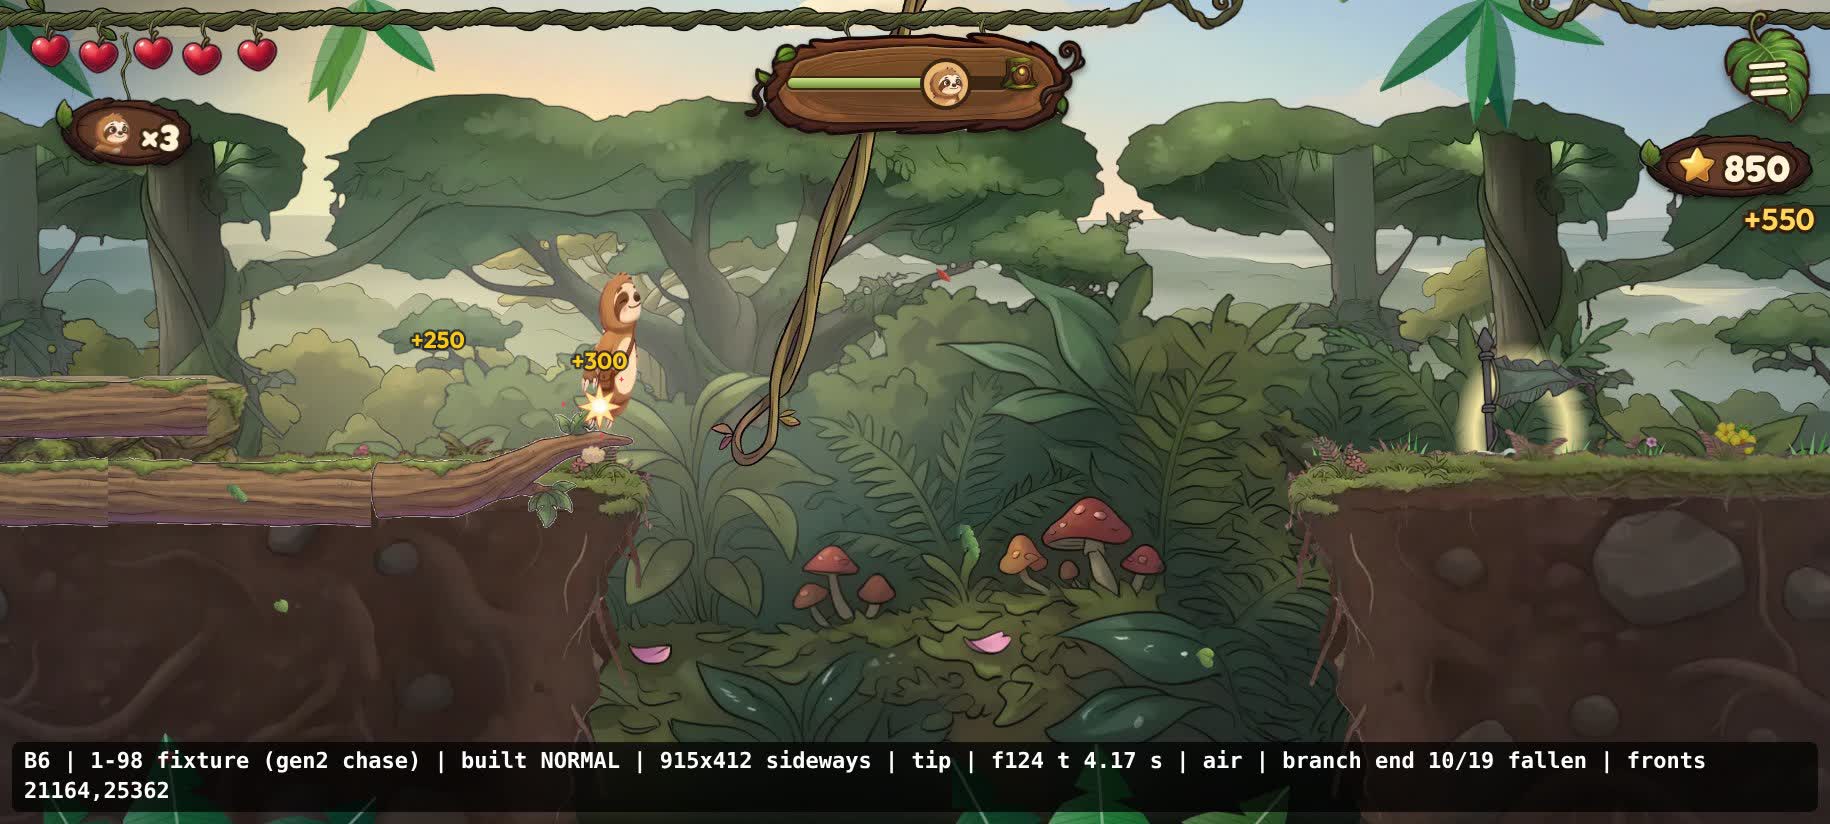 x3
850
+550
+250
+300
B6 | 1-98 fixture (gen2 chase) | built NORMAL | 915x412 sideways | tip | f124 t 4.17 s | air | branch end 10/19 fallen | fronts
21164,25362